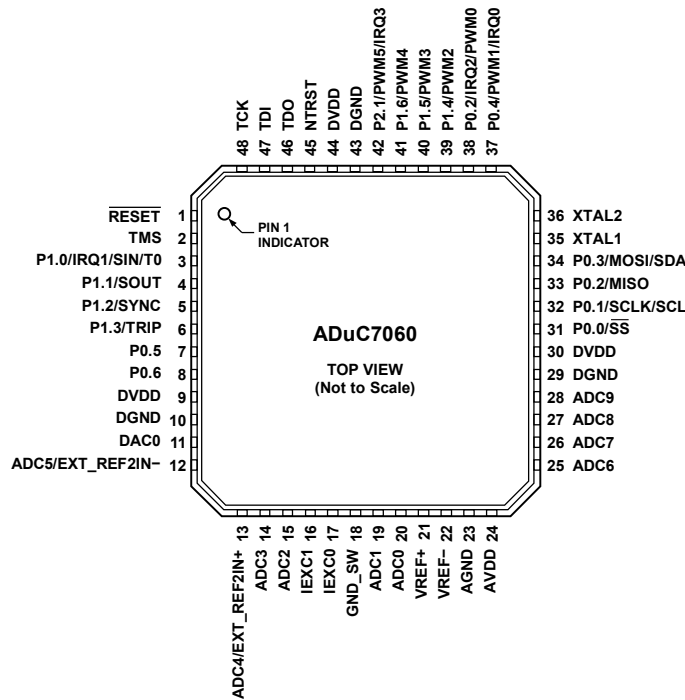 48 TCK
47 TDI
46 TDO
45 NTRST
44 DVDD
43 DGND
42 P2.1/PWM5/IRQ3
41 P1.6/PWM4
40 P1.5/PWM3
39 P1.4/PWM2
38 P0.2/IRQ2/PWM0
37 P0.4/PWM1/IRQ0
RESET 1
TMS 2
P1.0/IRQ1/SIN/T0 3
P1.1/SOUT 4
P1.2/SYNC 5
P1.3/TRIP 6
P0.5 7
P0.6 8
DVDD 9
DGND 10
DAC0 11
ADC5/EXT_REF2IN− 12
PIN 1
INDICATOR
ADuC7060
TOP VIEW
(Not to Scale)
36 XTAL2
35 XTAL1
34 P0.3/MOSI/SDA
33 P0.2/MISO
32 P0.1/SCLK/SCL
31 P0.0/SS
30 DVDD
29 DGND
28 ADC9
27 ADC8
26 ADC7
25 ADC6
ADC4/EXT_REF2IN+ 13
ADC3 14
ADC2 15
IEXC1 16
IEXC0 17
GND_SW 18
ADC1 19
ADC0 20
VREF+ 21
VREF− 22
AGND 23
AVDD 24